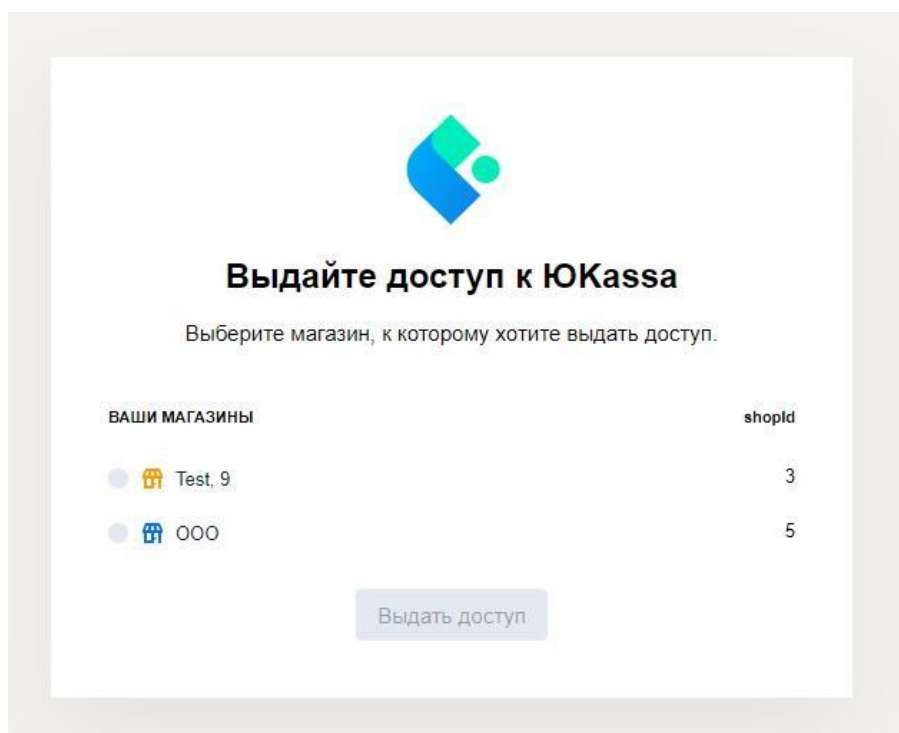 Выдайте доступ к ЮKassa
Выберите магазин, к которому хотите выдать доступ.
ВАШИ МАГАЗИНЫ shopId
Test, 9 3
ООО 5
Выдать доступ